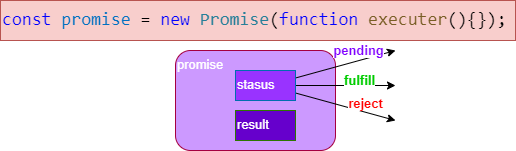 const promise = new Promise(function executer(){});
pending
promise
fulfill
stasus
reject
result